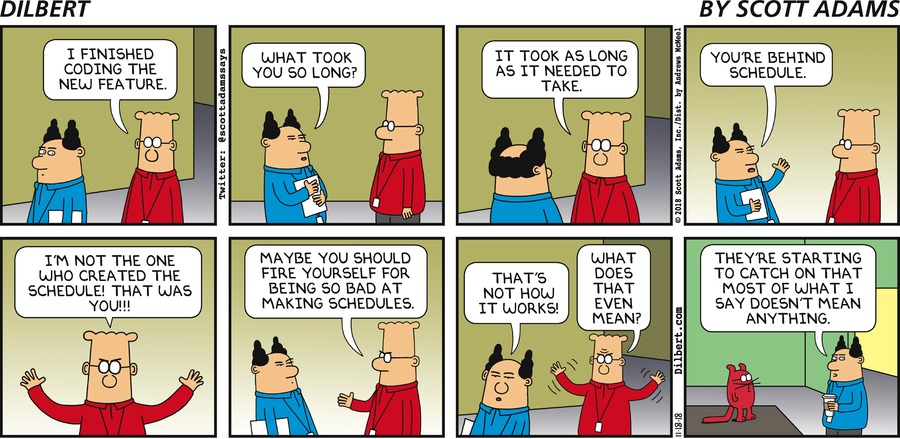 DILBERT
BY SCOTT ADAMS
I FINISHED
CODING THE
NEW FEATURE.
Twitter: @scottadamssays
WHAT TOOK
YOU SO LONG?
IT TOOK AS LONG
AS IT NEEDED TO
TAKE.
© 2018 Scott Adams, Inc./Dist. by Andrews McMeel
YOU'RE BEHIND
SCHEDULE.
I'M NOT THE ONE
WHO CREATED THE
SCHEDULE! THAT WAS
YOU!!!
MAYBE YOU SHOULD
FIRE YOURSELF FOR
BEING SO BAD AT
MAKING SCHEDULES.
THAT'S
NOT HOW
IT WORKS!
WHAT
DOES
THAT
EVEN
MEAN?
Dilbert.com
11-18-18
THEY'RE STARTING
TO CATCH ON THAT
MOST OF WHAT I
SAY DOESN'T MEAN
ANYTHING.